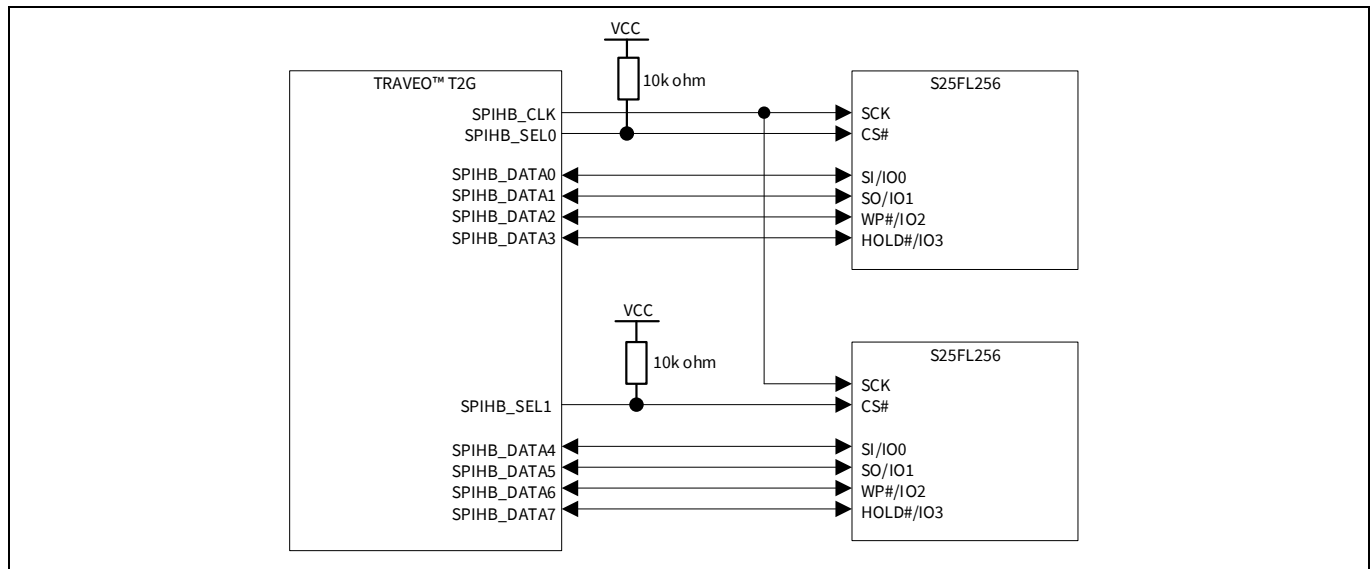 VCC
TRAVEO™ T2G
10k ohm
S25FL256
SPIHB_CLK
SCK
SPIHB_SEL0
CS#
SPIHB_DATA0
SI/IO0
SPIHB_DATA1
SO/IO1
SPIHB_DATA2
WP#/IO2
SPIHB_DATA3
HOLD#/IO3
VCC
10k ohm
S25FL256
SCK
SPIHB_SEL1
CS#
SPIHB_DATA4
SI/IO0
SPIHB_DATA5
SO/IO1
SPIHB_DATA6
WP#/IO2
SPIHB_DATA7
HOLD#/IO3